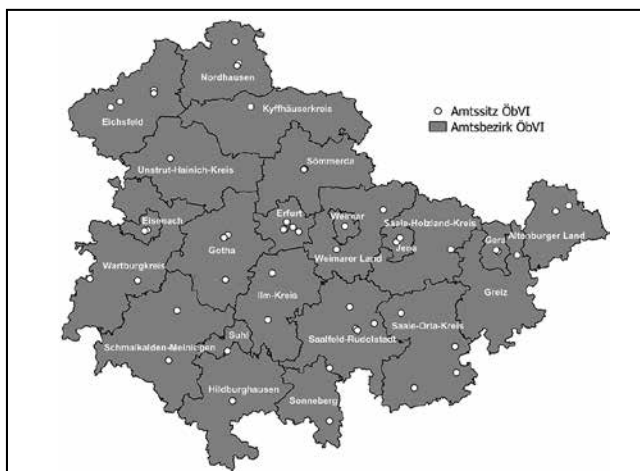 Nordhausen
Eichsfeld
Kyffhäuserkreis
Amtssitz ÖbVI
Amtsbezirk ÖbVI
Unstrut-Hainich-Kreis
Sömmerda
Eisenach
Erfurt
Weimar
Saale-Holzland-Kreis
Gera
Altenburger Land
Gotha
Jena
Wartburgkreis
Weimarer Land
Greiz
Ilm-Kreis
Suhl
Saalfeld-Rudolstadt
Saale-Orla-Kreis
Schmalkalden-Meiningen
Hildburghausen
Sonneberg